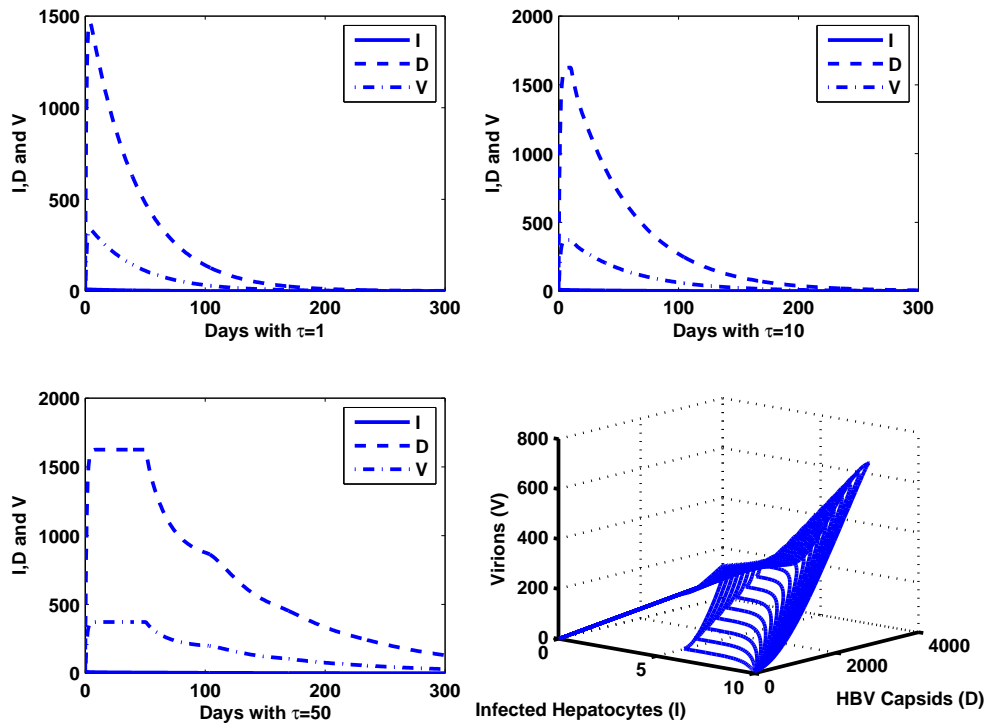 1500
1000
500
0
I,D and V
0
100
200
300
Days with τ=1
I
D
V
2000
1500
1000
500
0
I,D and V
0
100
200
300
Days with τ=10
I
D
V
2000
1500
1000
500
0
I,D and V
0
100
200
300
Days with τ=50
I
D
V
800
600
400
200
0
Virions (V)
0
5
10
Infected Hepatocytes (I)
0
2000
4000
HBV Capsids (D)